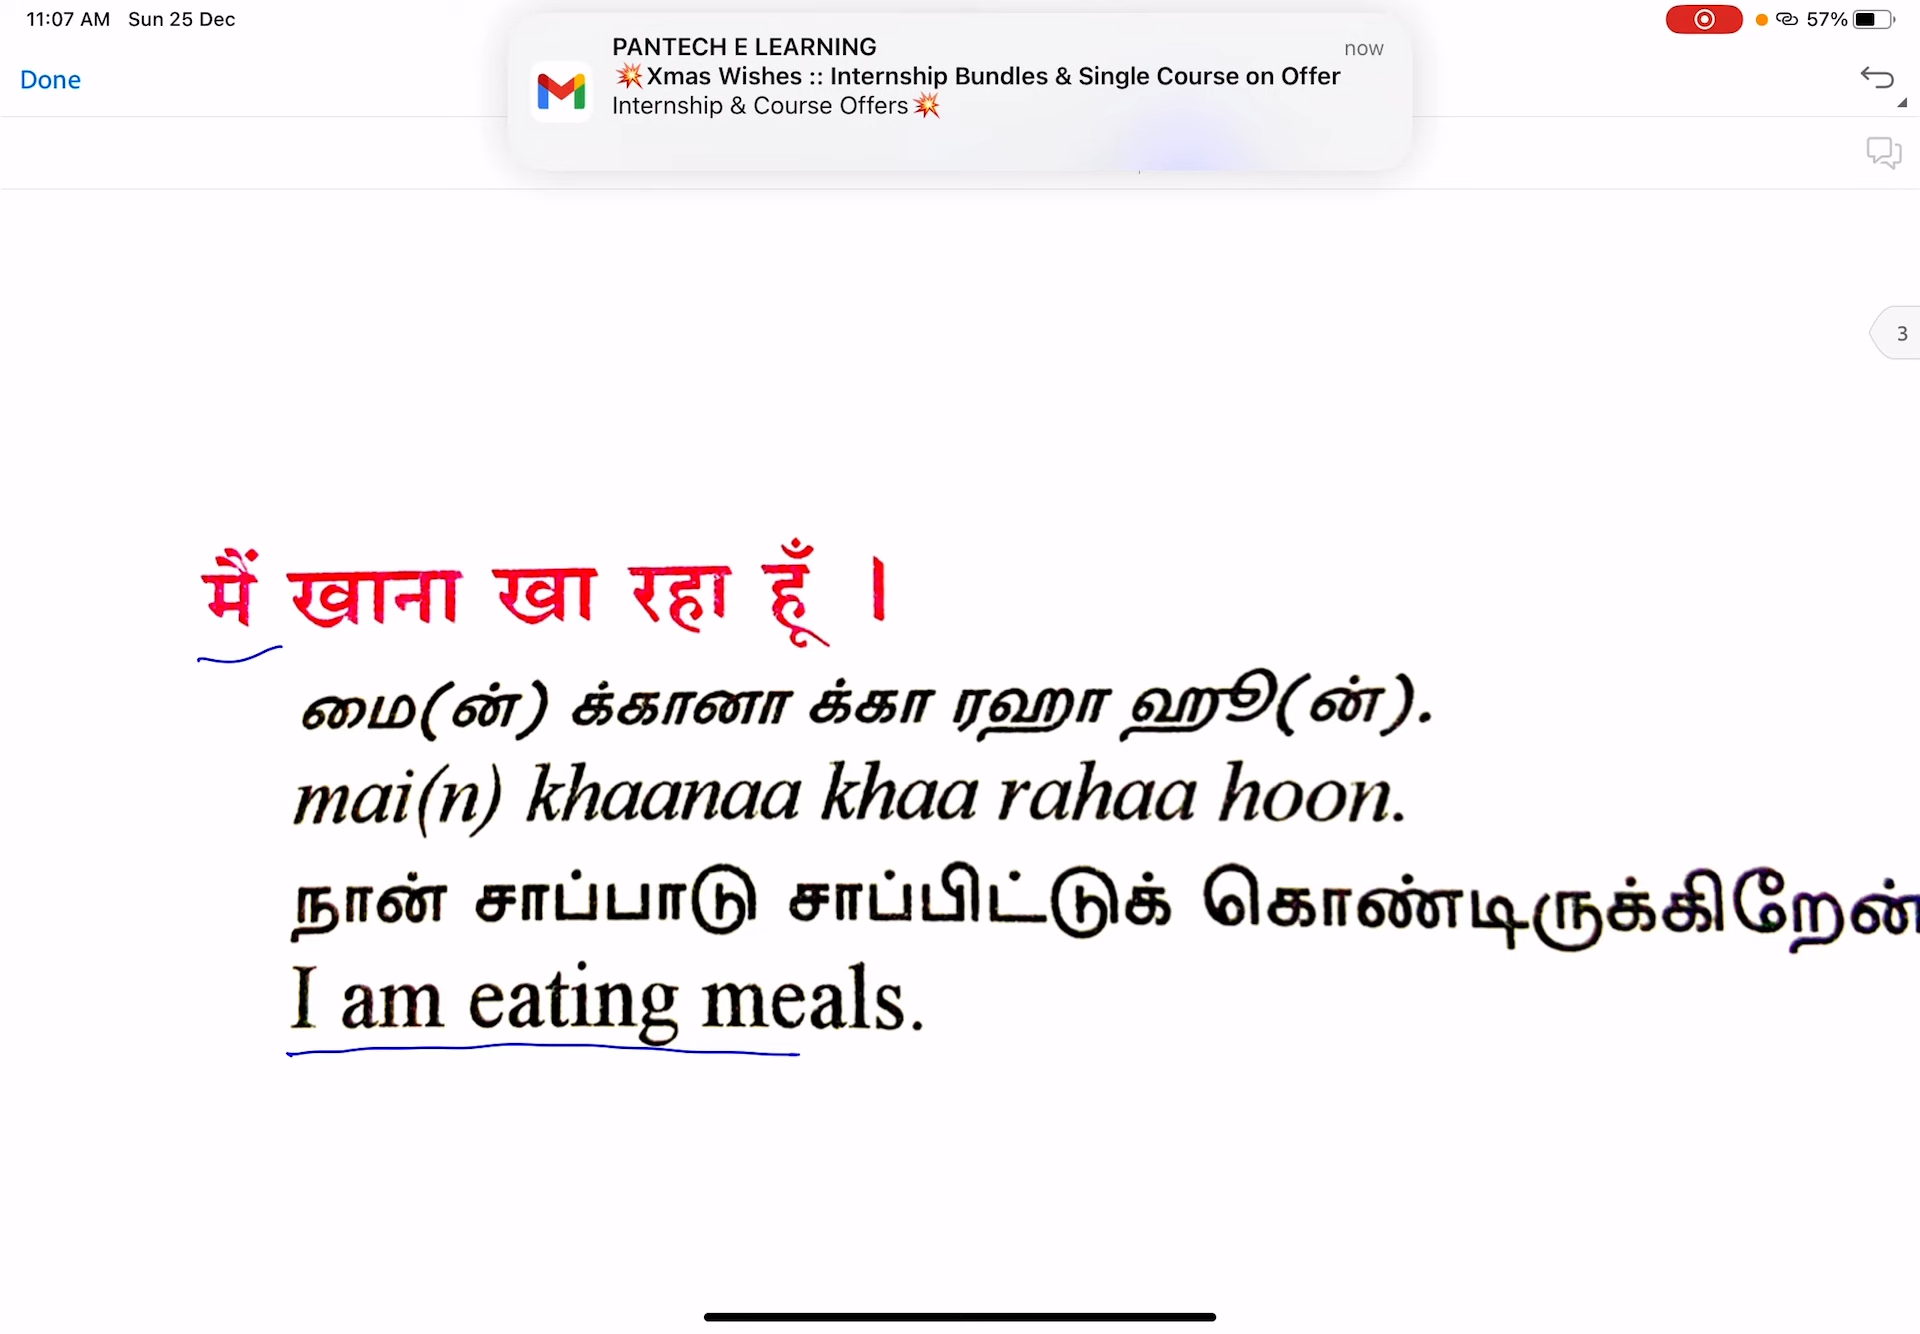 11:07 AM Sun 25 Dec
57%
PANTECH E LEARNING
now
💥Xmas Wishes :: Internship Bundles & Single Course on Offer
Internship & Course Offers💥
Done
3
मैं खाना खा रहा हूँ ।
மை(ன்) க்கானா க்கா ரஹா ஹூ(ன்).
mai(n) khaanaa khaa rahaa hoon.
நான் சாப்பாடு சாப்பிட்டுக் கொண்டிருக்கிறேன்
I am eating meals.